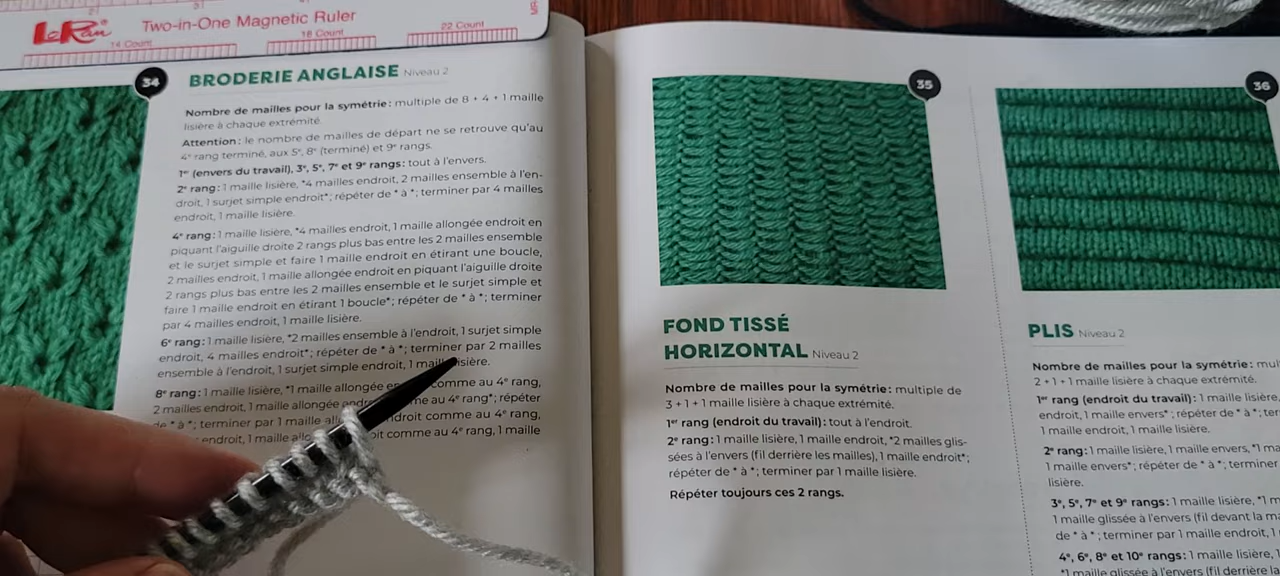 LoRan Two-in-One Magnetic Ruler
14 Count 18 Count 22 Count
34
BRODERIE ANGLAISE Niveau 2
Nombre de mailles pour la symétrie : multiple de 8 + 4 + 1 maille
lisière à chaque extrémité.
Attention : le nombre de mailles de départ ne se retrouve qu'au
4e rang terminé, aux 5e, 8e (terminé) et 9e rangs.
1er (envers du travail), 3e, 5e, 7e et 9e rangs : tout à l'envers.
2e rang : 1 maille lisière, *4 mailles endroit, 2 mailles ensemble à l'en-
droit, 1 surjet simple endroit*; répéter de * à *; terminer par 4 mailles
endroit, 1 maille lisière.
4e rang : 1 maille lisière, *4 mailles endroit, 1 maille allongée endroit en
piquant l'aiguille droite 2 rangs plus bas entre les 2 mailles ensemble
et le surjet simple et faire 1 maille endroit en étirant une boucle,
2 mailles endroit, 1 maille allongée endroit en piquant l'aiguille droite
2 rangs plus bas entre les 2 mailles ensemble et le surjet simple et
faire 1 maille endroit en étirant 1 boucle*; répéter de * à *; terminer
par 4 mailles endroit, 1 maille lisière.
6e rang : 1 maille lisière, *2 mailles ensemble à l'endroit, 1 surjet simple
endroit, 4 mailles endroit*; répéter de * à *; terminer par 2 mailles
ensemble à l'endroit, 1 surjet simple endroit, 1 maille lisière.
8e rang : 1 maille lisière, *1 maille allongée comme au 4e rang,
2 mailles endroit, 1 maille allongée au 4e rang*; répéter
de * à *; terminer par 1 maille endroit comme au 4e rang,
endroit, 1 maille comme au 4e rang, 1 maille
35
FOND TISSÉ
HORIZONTAL Niveau 2
Nombre de mailles pour la symétrie : multiple de
3 + 1 + 1 maille lisière à chaque extrémité.
1er rang (endroit du travail) : tout à l'endroit.
2e rang : 1 maille lisière, 1 maille endroit, *2 mailles glis-
sées à l'envers (fil derrière les mailles), 1 maille endroit*;
répéter de * à *; terminer par 1 maille lisière.
Répéter toujours ces 2 rangs.
36
PLIS Niveau 2
Nombre de mailles pour la symétrie :
2 + 1 + 1 maille lisière à chaque extrémité.
1er rang (endroit du travail) : 1 maille lisière,
endroit, 1 maille envers*; répéter de * à *;
1 maille endroit, 1 maille lisière.
2e rang : 1 maille lisière, 1 maille envers,
1 maille envers*; répéter de * à *; terminer
lisière.
3e, 5e, 7e et 9e rangs : 1 maille lisière,
1 maille glissée à l'envers (fil devant la
de * à *; terminer par 1 maille endroit, 1
4e, 6e, 8e et 10e rangs : 1 maille lisière,
*1 maille glissée à l'envers (fil derrière